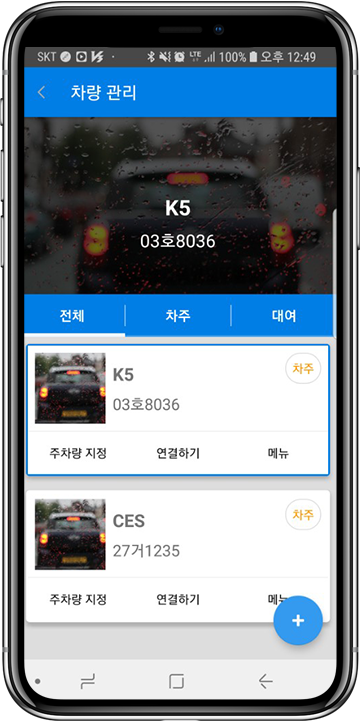 SKT 100% 오후 12:49
차량 관리
K5
03호8036
전체 차주 대여
K5 차주
03호8036
주차량 지정 연결하기 메뉴
CES 차주
27거1235
주차량 지정 연결하기
+